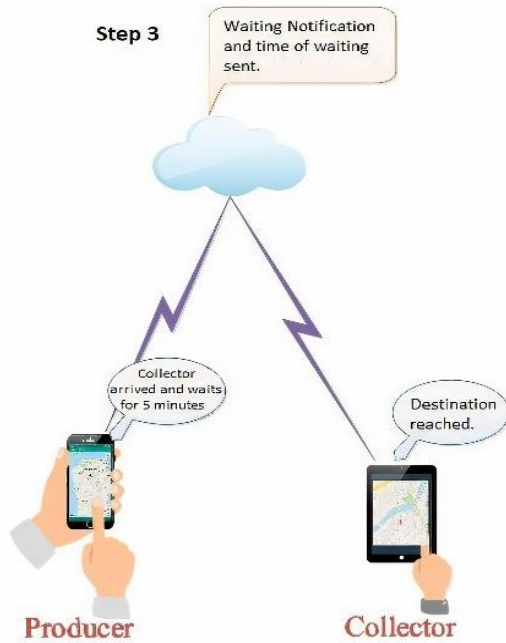 Step 3
Waiting Notification
and time of waiting
sent.
Collector
arrived and waits
for 5 minutes
Destination
reached.
Producer
Collector